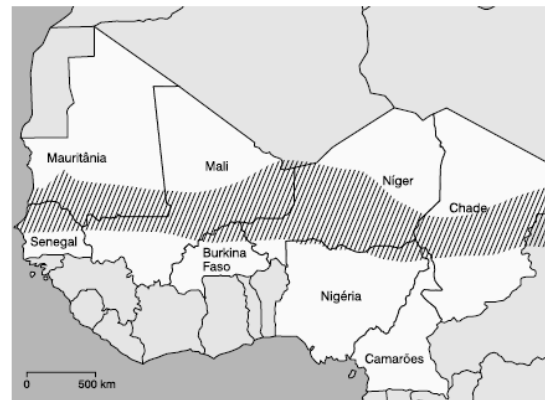 Mauritânia
Mali
Níger
Chade
Senegal
Burkina
Faso
Nigéria
Camarões
0
500 km